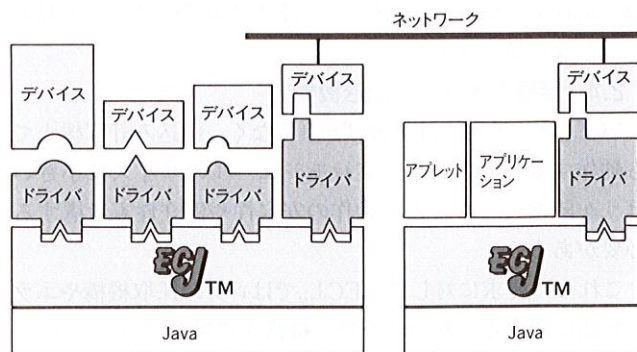 ネットワーク
デバイス
デバイス
デバイス
デバイス
ドライバ
ドライバ
ドライバ
ドライバ
ECJ TM
Java
デバイス
アプレット
アプリケー
ション
ドライバ
ECJ TM
Java